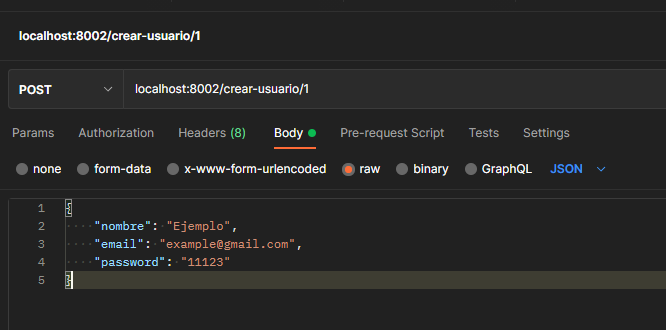 localhost:8002/crear-usuario/1
POST localhost:8002/crear-usuario/1
Params Authorization Headers (8) Body Pre-request Script Tests Settings
none form-data x-www-form-urlencoded raw binary GraphQL JSON
1 {
2 "nombre": "Ejemplo",
3 "email": "example@gmail.com",
4 "password": "11123"
5 }